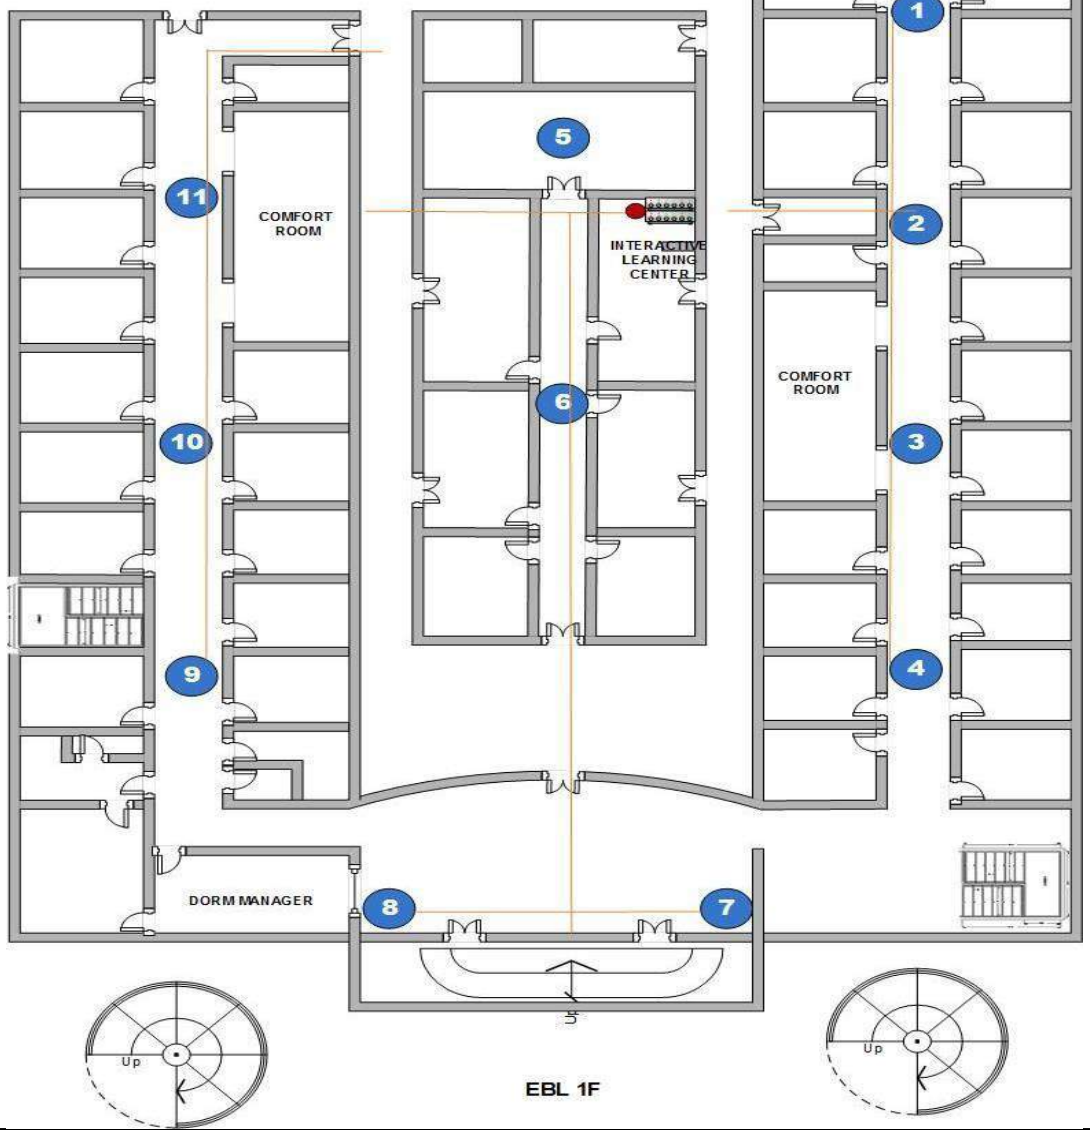 1
5
11
COMFORT
ROOM
2
INTERACTIVE
LEARNING
CENTER
COMFORT
ROOM
6
10
3
9
4
DORM MANAGER
8
7
Up
Up
Up
EBL 1F